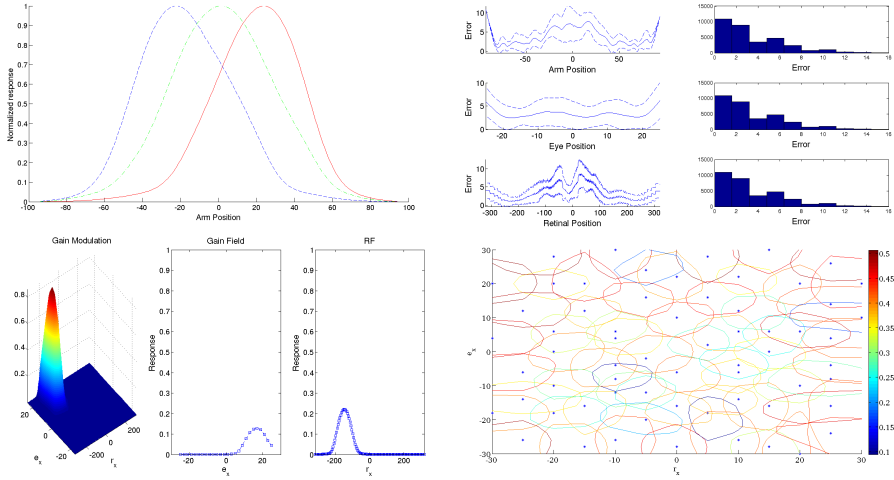 1
0.9
0.8
0.7
0.6
0.5
0.4
0.3
0.2
0.1
0
Normalized response
-100 -80 -60 -40 -20 0 20 40 60 80 100
Arm Position
10
5
0
Error
-50 0 50
Arm Position
15000
10000
5000
0
0 2 4 6 8 10 12 14 16
Error
10
5
0
Error
-20 -10 0 10 20
Eye Position
15000
10000
5000
0
0 2 4 6 8 10 12 14 16
Error
10
5
0
Error
-300 -200 -100 0 100 200 300
Retinal Position
15000
10000
5000
0
0 2 4 6 8 10 12 14 16
Error
Gain Modulation
0.8
0.6
0.4
0.2
20
0
-20
e_x
-200
0
200
r_x
Gain Field
1
0.9
0.8
0.7
0.6
0.5
0.4
0.3
0.2
0.1
0
Response
-20 0 20
e_x
RF
1
0.9
0.8
0.7
0.6
0.5
0.4
0.3
0.2
0.1
0
Response
-200 0 200
r_x
30
20
10
0
-10
-20
-30
e_x
-30 -20 -10 0 10 20 30
r_x
0.5
0.45
0.4
0.35
0.3
0.25
0.2
0.15
0.1